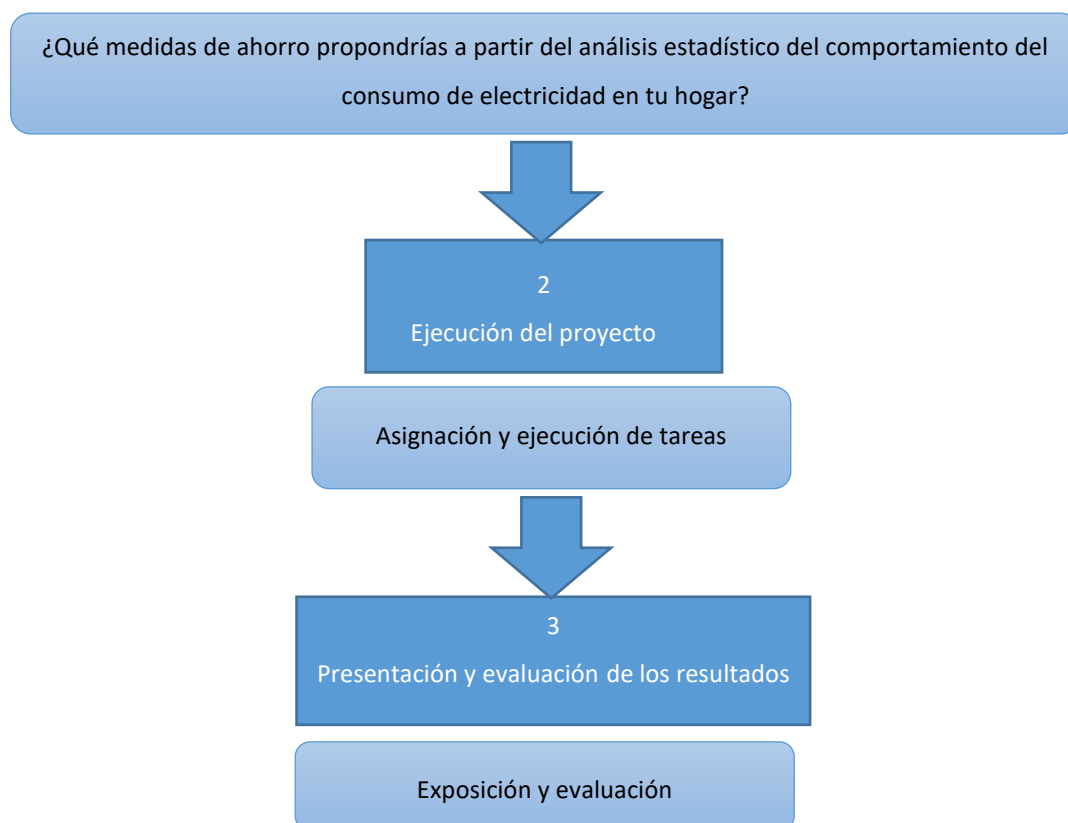 ¿Qué medidas de ahorro propondrías a partir del análisis estadístico del comportamiento del
consumo de electricidad en tu hogar?
2
Ejecución del proyecto
Asignación y ejecución de tareas
3
Presentación y evaluación de los resultados
Exposición y evaluación